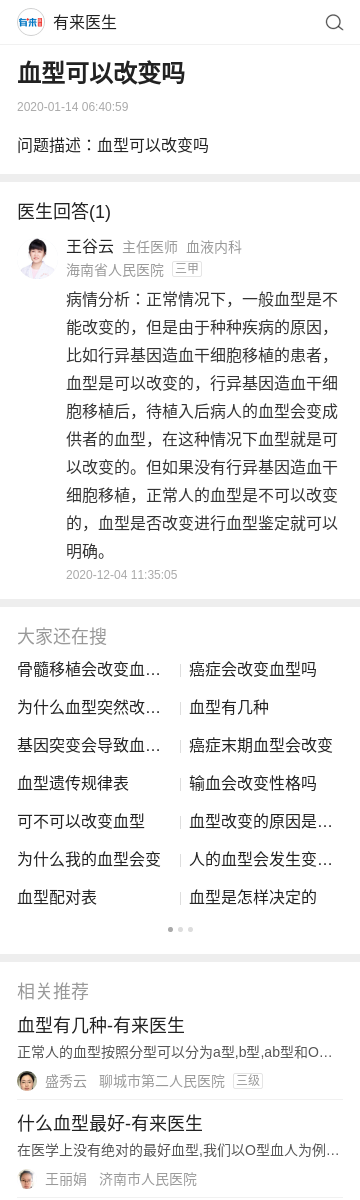 有来 有来医生
血型可以改变吗
2020-01-14 06:40:59
问题描述：血型可以改变吗
医生回答(1)
王谷云 主任医师 血液内科
海南省人民医院 三甲
病情分析：正常情况下，一般血型是不
能改变的，但是由于种种疾病的原因，
比如行异基因造血干细胞移植的患者，
血型是可以改变的，行异基因造血干细
胞移植后，待植入后病人的血型会变成
供者的血型，在这种情况下血型就是可
以改变的。但如果没有行异基因造血干
细胞移植，正常人的血型是不可以改变
的，血型是否改变进行血型鉴定就可以
明确。
2020-12-04 11:35:05
大家还在搜
骨髓移植会改变血… 癌症会改变血型吗
为什么血型突然改… 血型有几种
基因突变会导致血… 癌症末期血型会改变
血型遗传规律表 输血会改变性格吗
可不可以改变血型 血型改变的原因是…
为什么我的血型会变 人的血型会发生变…
血型配对表 血型是怎样决定的
相关推荐
血型有几种-有来医生
正常人的血型按照分型可以分为a型,b型,ab型和O…
盛秀云 聊城市第二人民医院 三级
什么血型最好-有来医生
在医学上没有绝对的最好血型,我们以O型血人为例…
王丽娟 济南市人民医院